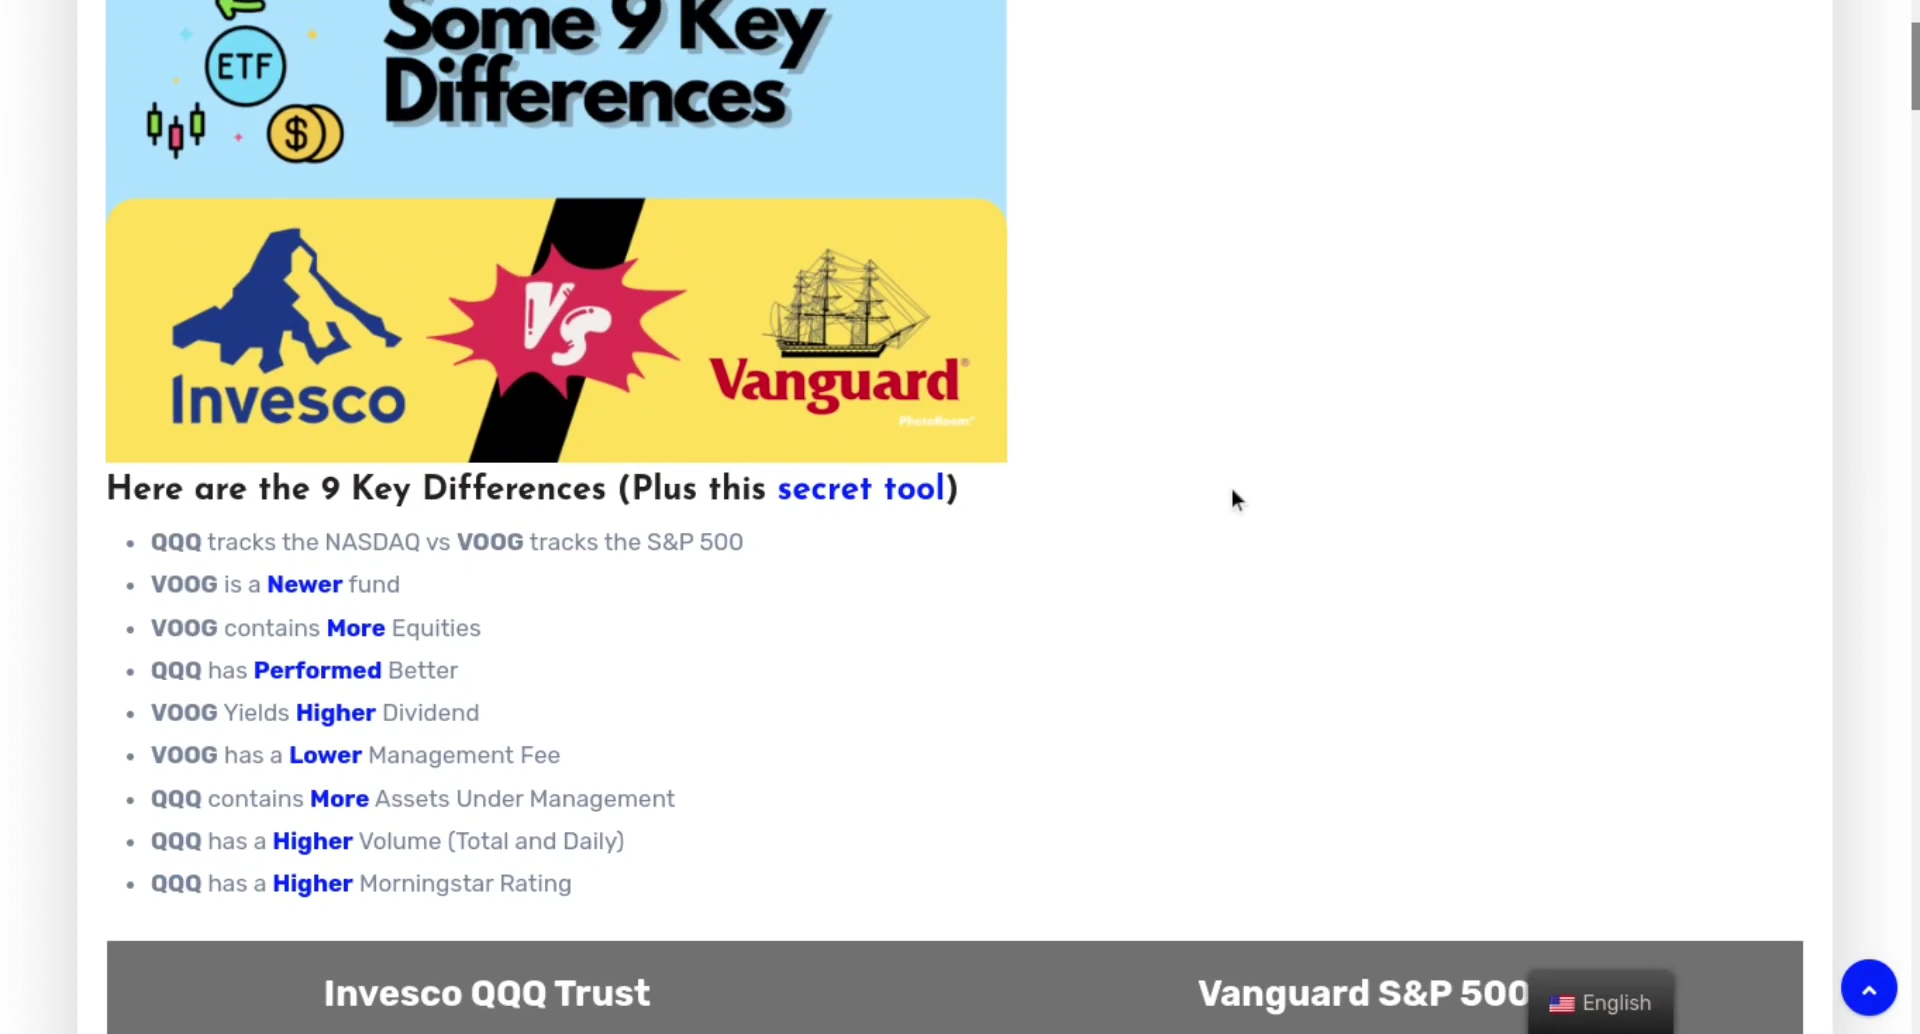 Some 9 Key
Differences
ETF
$
Invesco
VS
Vanguard®
PhotoRoom
Here are the 9 Key Differences (Plus this secret tool)
• QQQ tracks the NASDAQ vs VOOG tracks the S&P 500
• VOOG is a Newer fund
• VOOG contains More Equities
• QQQ has Performed Better
• VOOG Yields Higher Dividend
• VOOG has a Lower Management Fee
• QQQ contains More Assets Under Management
• QQQ has a Higher Volume (Total and Daily)
• QQQ has a Higher Morningstar Rating
Invesco QQQ Trust
Vanguard S&P 500
English